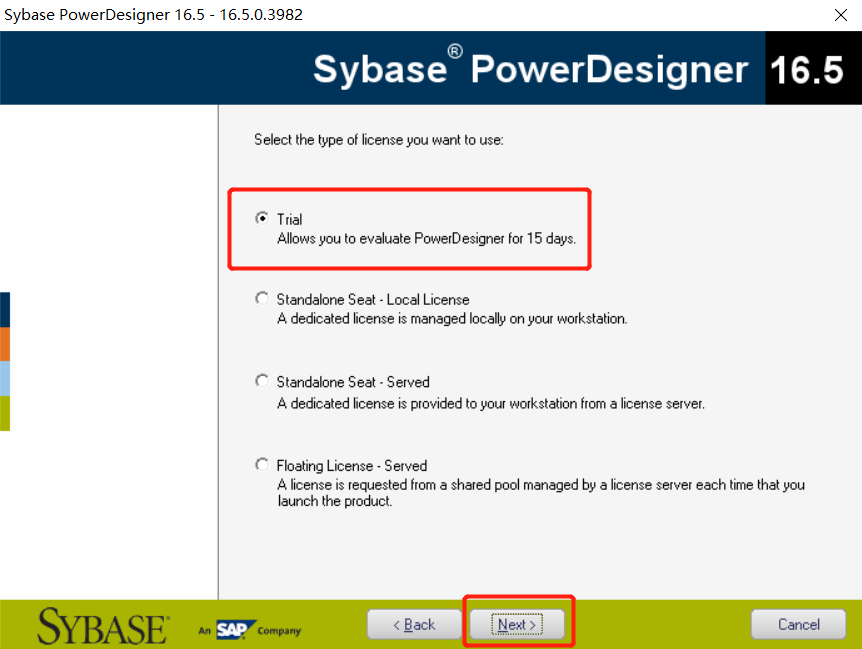 Sybase PowerDesigner 16.5 - 16.5.0.3982
Sybase® PowerDesigner 16.5
Select the type of license you want to use:
Trial
Allows you to evaluate PowerDesigner for 15 days.
Standalone Seat - Local License
A dedicated license is managed locally on your workstation.
Standalone Seat - Served
A dedicated license is provided to your workstation from a license server.
Floating License - Served
A license is requested from a shared pool managed by a license server each time that you
launch the product.
SYBASE® An SAP Company
< Back
Next >
Cancel